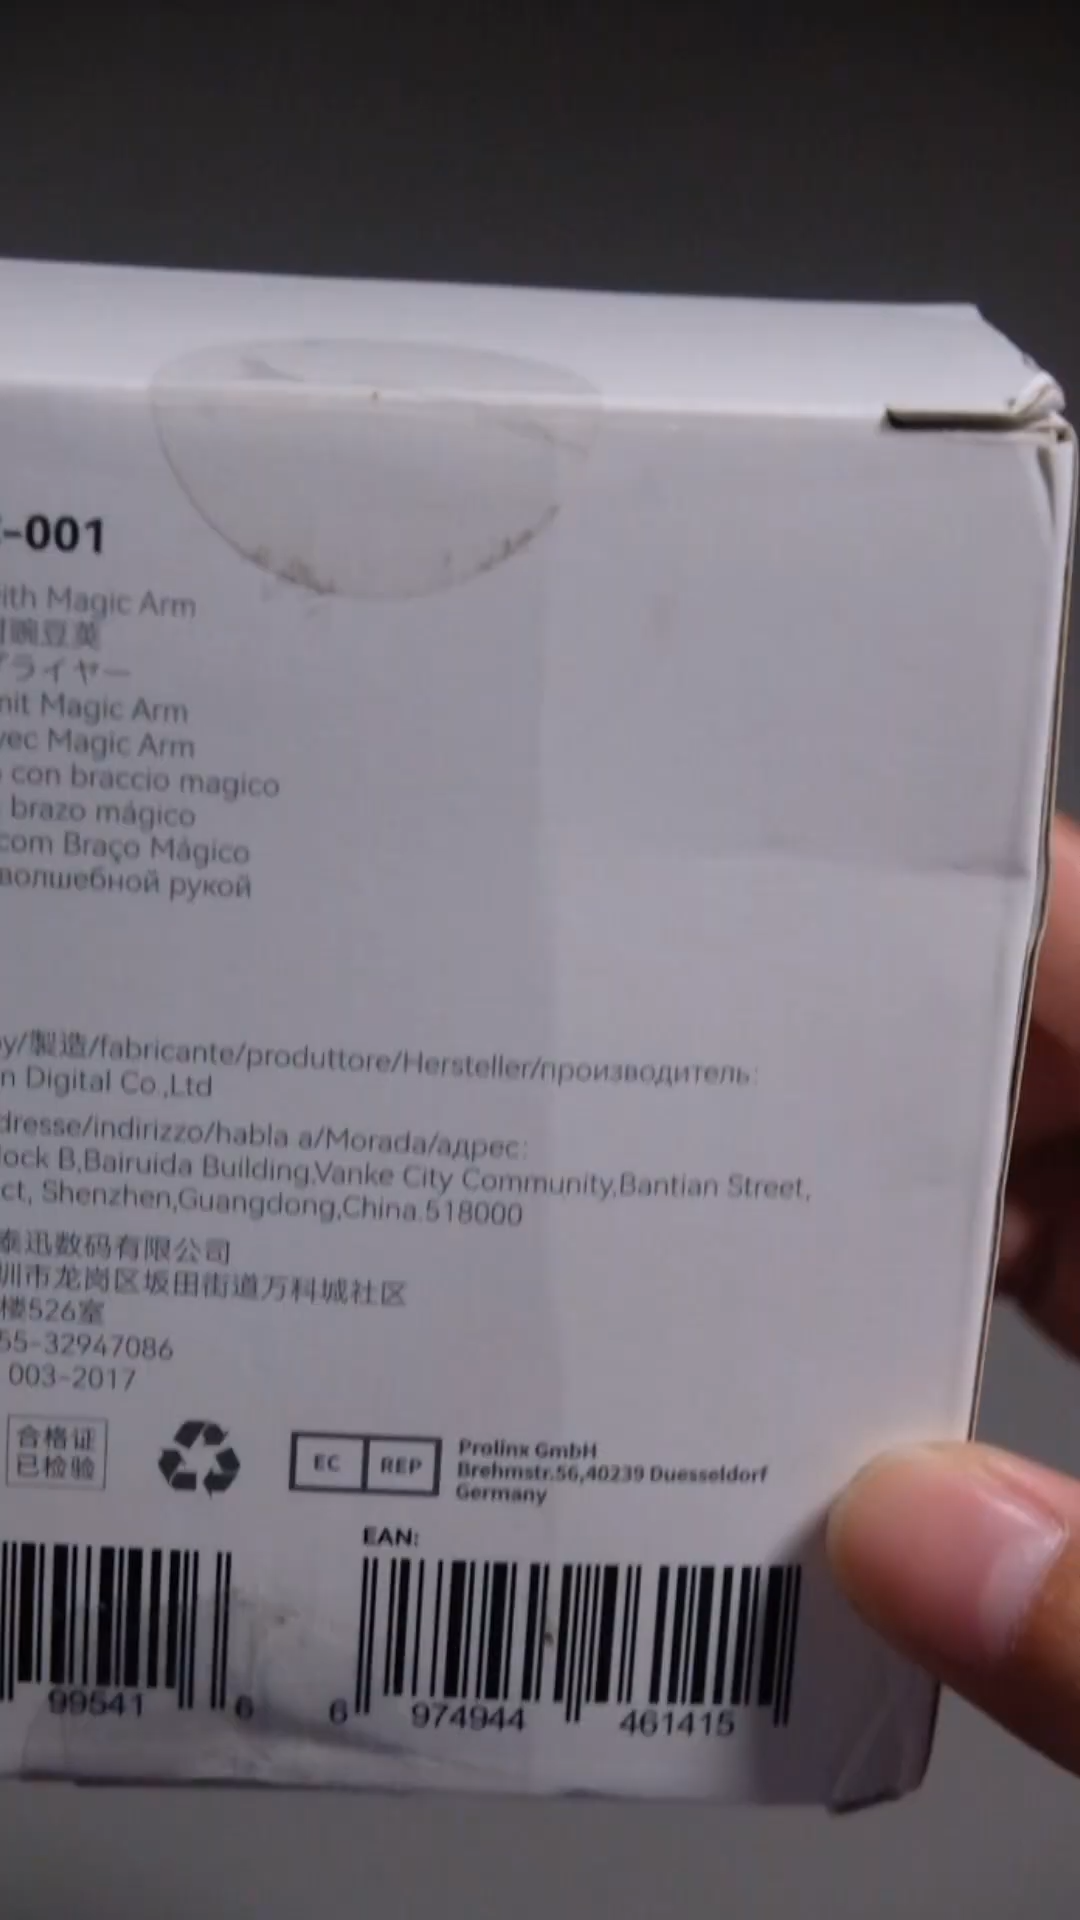 -001
ith Magic Arm
豌豆荚
ライヤー
mit Magic Arm
vec Magic Arm
con braccio magico
brazo mágico
com Braço Mágico
волшебной рукой
y/製造/fabricante/produttore/Hersteller/производитель:
n Digital Co.,Ltd
dresse/indirizzo/habla a/Morada/адрес:
lock B,Bairuida Building,Vanke City Community,Bantian Street,
ct, Shenzhen,Guangdong,China.518000
泰迅数码有限公司
圳市龙岗区坂田街道万科城社区
楼526室
55-32947086
003-2017
合格证
已检验
EC REP
Prolinx GmbH
Brehmstr.56,40239 Duesseldorf
Germany
EAN:
99541 6
6 974944 461415